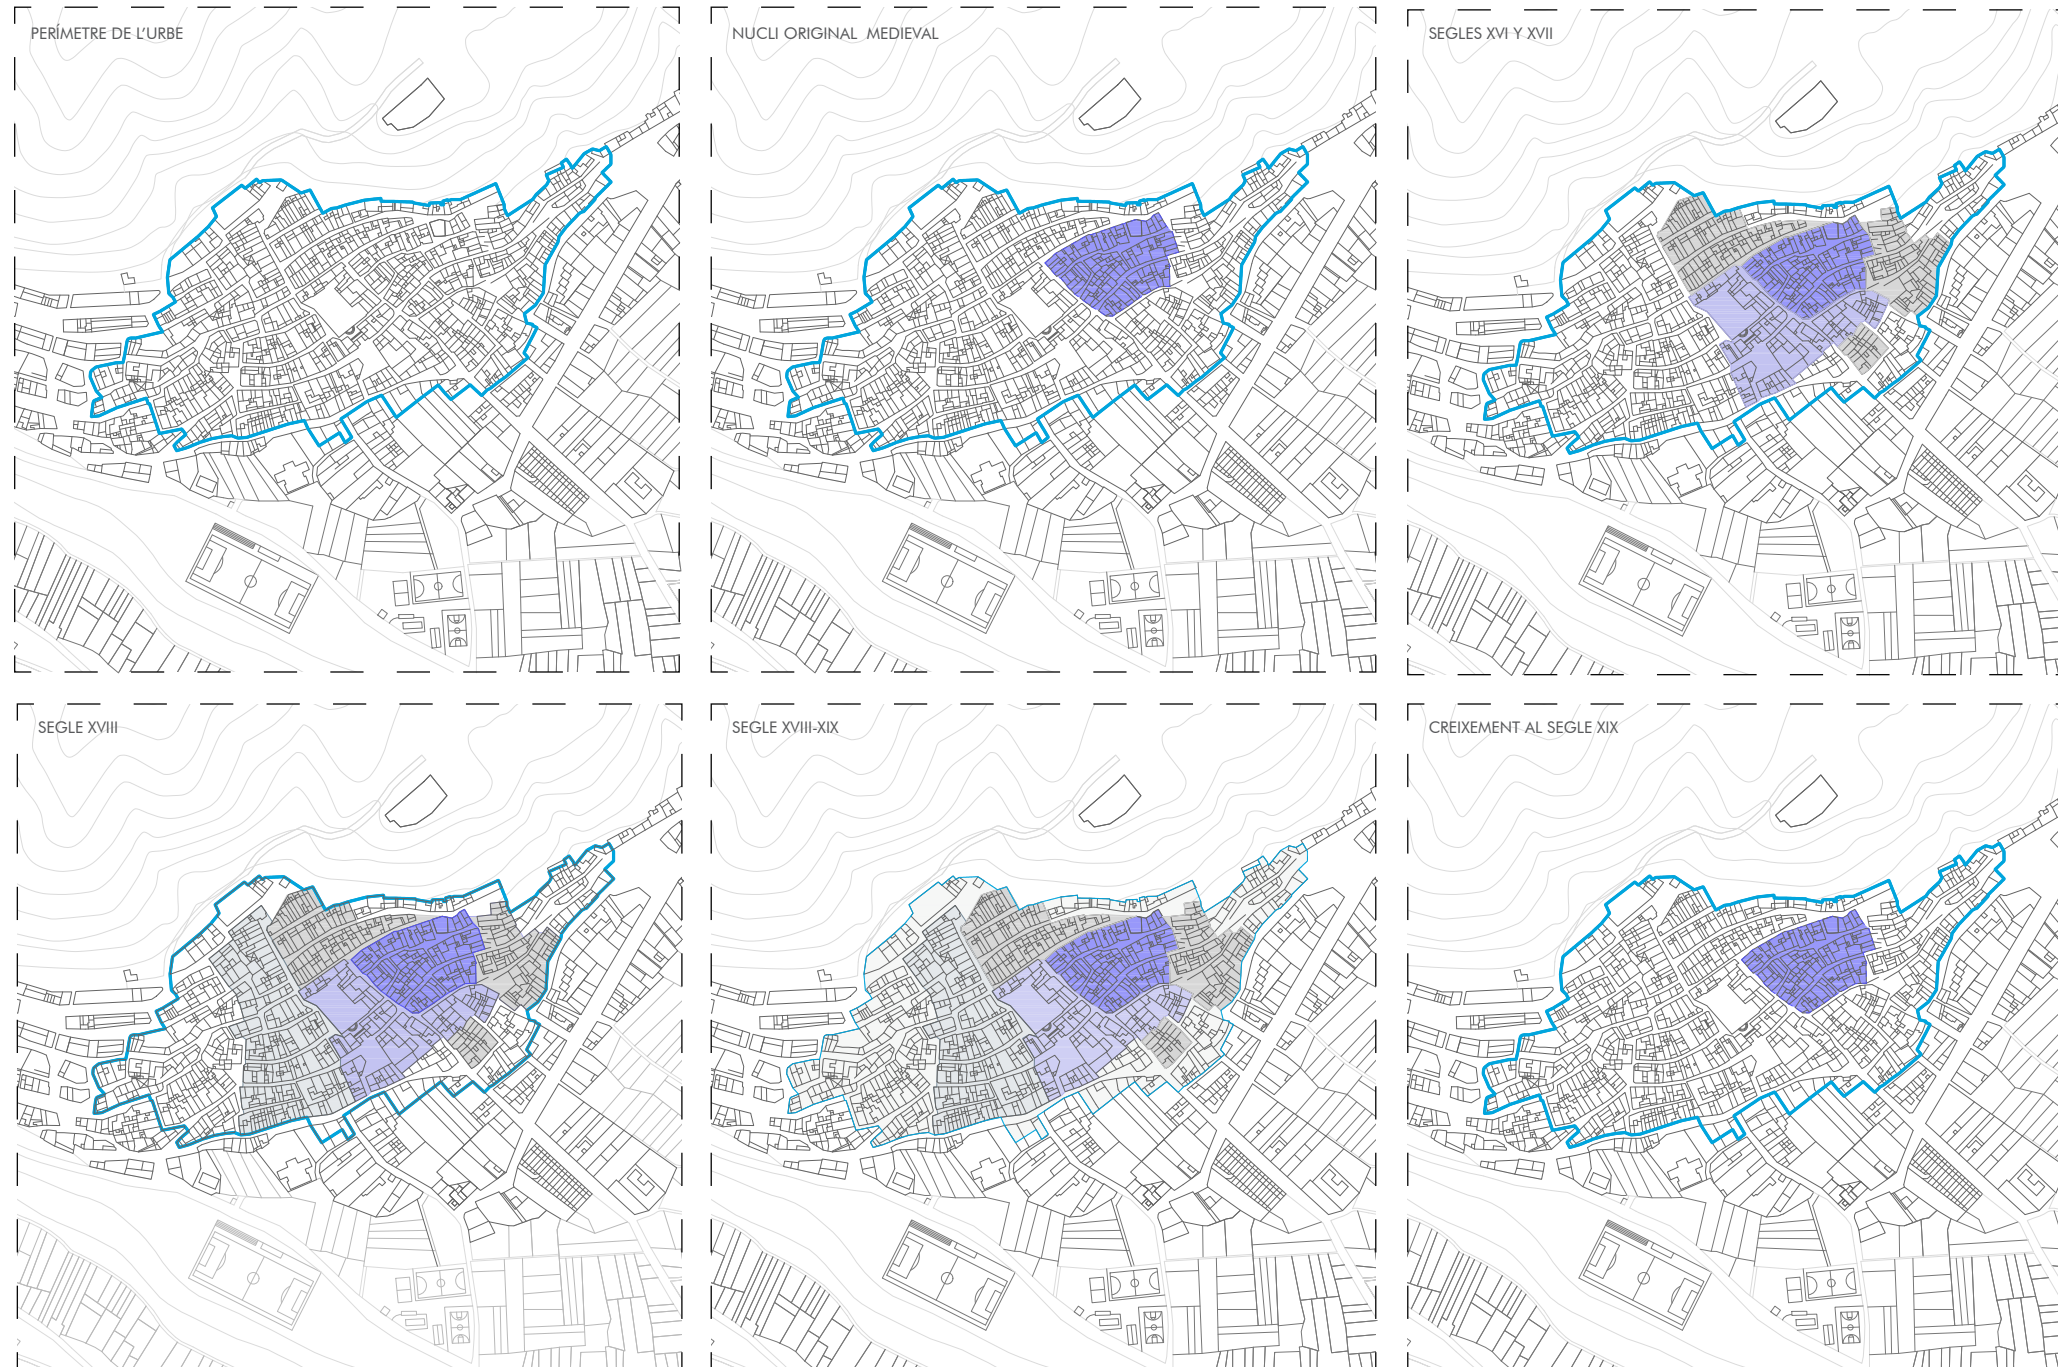 PERÍMETRE DE L'URBE
NUCLI ORIGINAL MEDIEVAL
SEGLES XVI Y XVII
SEGLE XVIII
SEGLE XVIII-XIX
CREIXEMENT AL SEGLE XIX